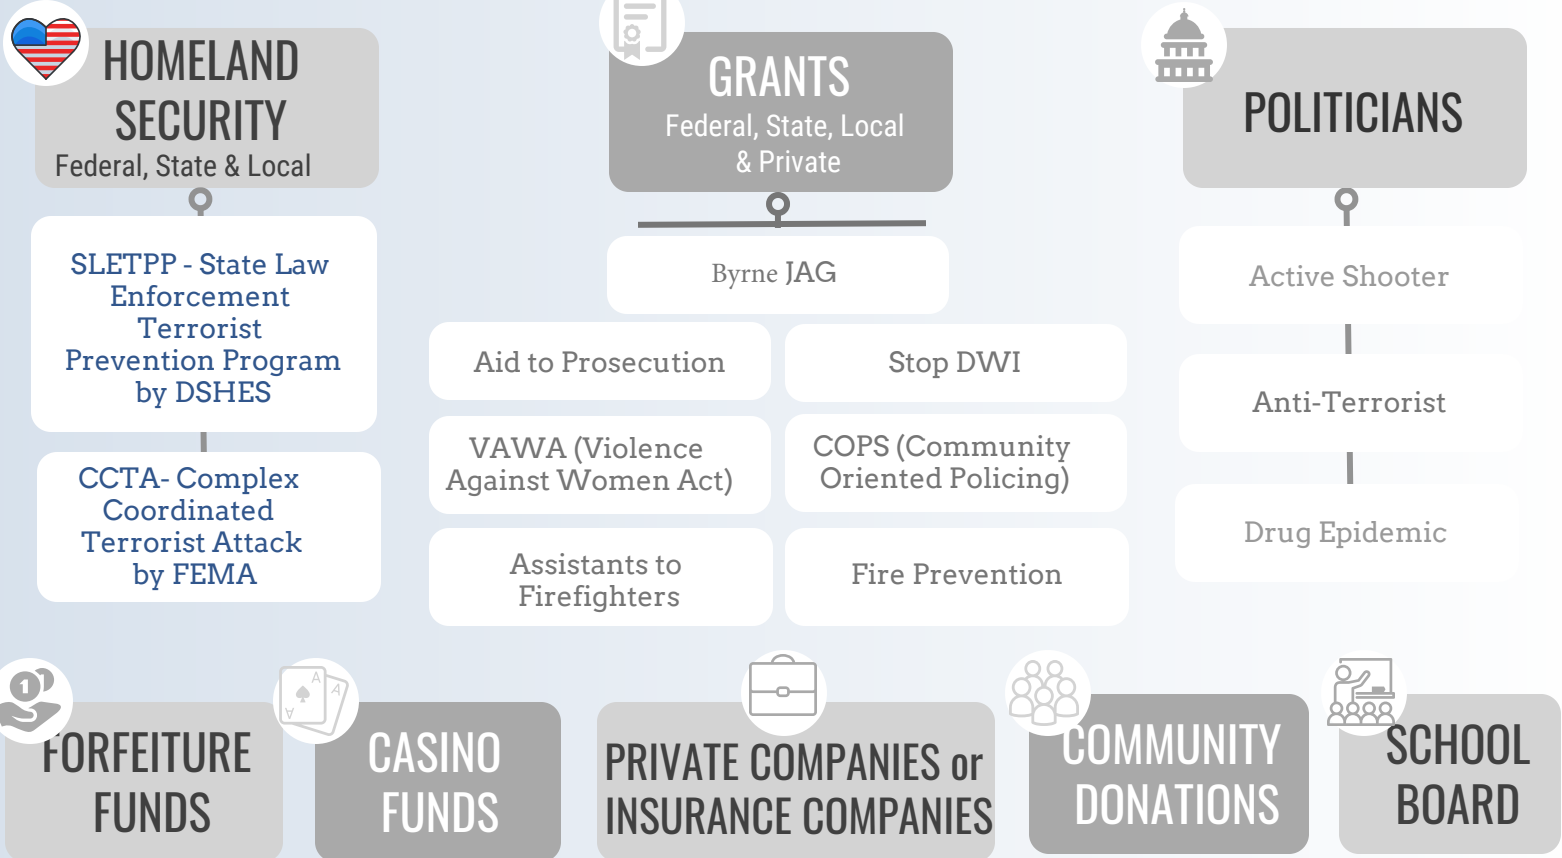 HOMELAND
SECURITY
Federal, State & Local
SLETPP - State Law
Enforcement
Terrorist
Prevention Program
by DSHES
CCTA- Complex
Coordinated
Terrorist Attack
by FEMA
GRANTS
Federal, State, Local
& Private
Byrne JAG
Aid to Prosecution
Stop DWI
VAWA (Violence
Against Women Act)
COPS (Community
Oriented Policing)
Assistants to
Firefighters
Fire Prevention
POLITICIANS
Active Shooter
Anti-Terrorist
Drug Epidemic
1
FORFEITURE
FUNDS
A
A
A
A
CASINO
FUNDS
PRIVATE COMPANIES or
INSURANCE COMPANIES
COMMUNITY
DONATIONS
SCHOOL
BOARD